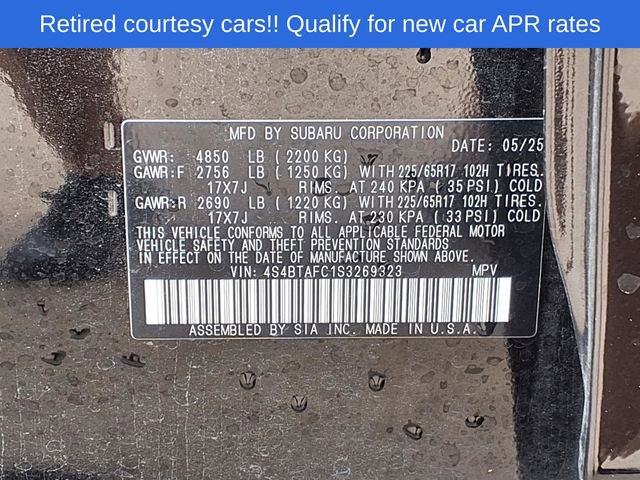 Retired courtesy cars!! Qualify for new car APR rates
MFD BY SUBARU CORPORATION
DATE: 05/25
GVWR: 4850 LB (2200 KG)
GAWR:F 2756 LB (1250 KG) WITH 225/65R17 102H TIRES.
17X7J RIMS. AT 240 KPA (35 PSI) COLD
GAWR:R 2690 LB (1220 KG) WITH 225/65R17 102H TIRES.
17X7J RIMS. AT 230 KPA (33 PSI) COLD
THIS VEHICLE CONFORMS TO ALL APPLICABLE FEDERAL MOTOR
VEHICLE SAFETY AND THEFT PREVENTION STANDARDS
IN EFFECT ON THE DATE OF MANUFACTURE SHOWN ABOVE.
VIN: 4S4BTAFC1S3269323 MPV
ASSEMBLED BY SIA INC. MADE IN U.S.A.